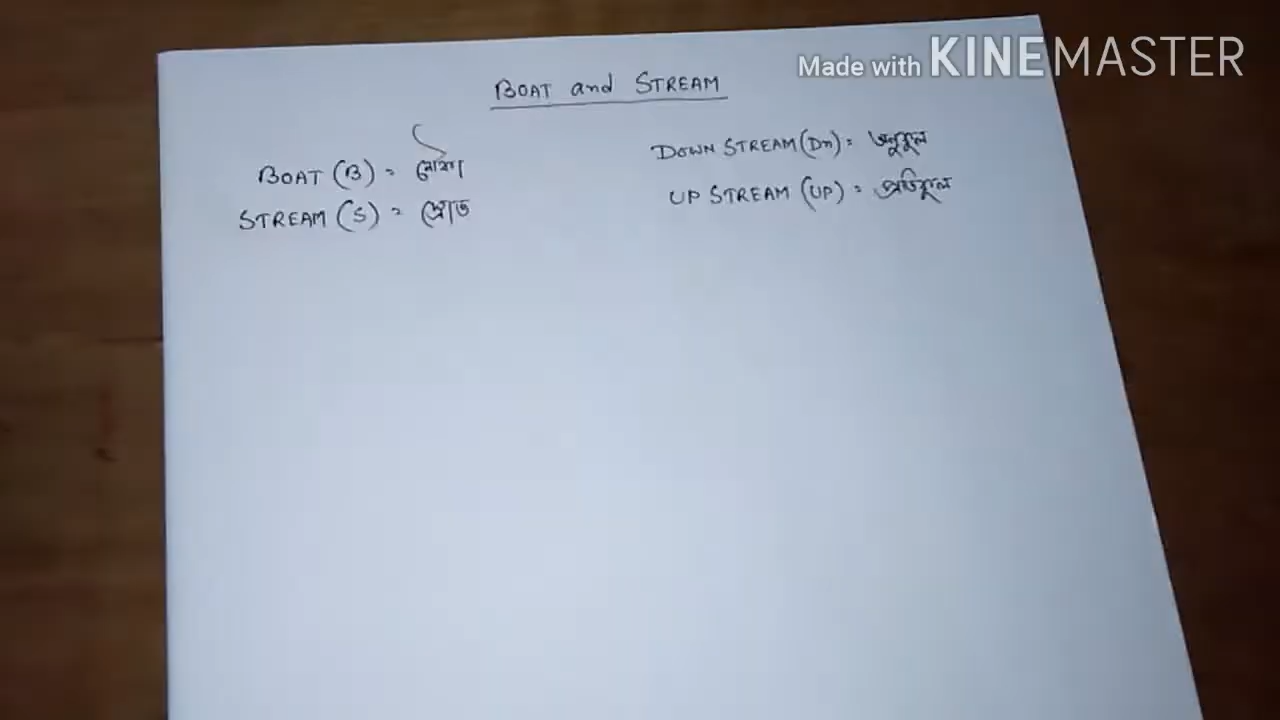 Made with KINEMASTER
BOAT and STREAM
BOAT (B) = নৌকা
STREAM (S) = স্রোত
DOWN STREAM (Dn) = অনুকূল
UP STREAM (UP) = প্রতিকূল